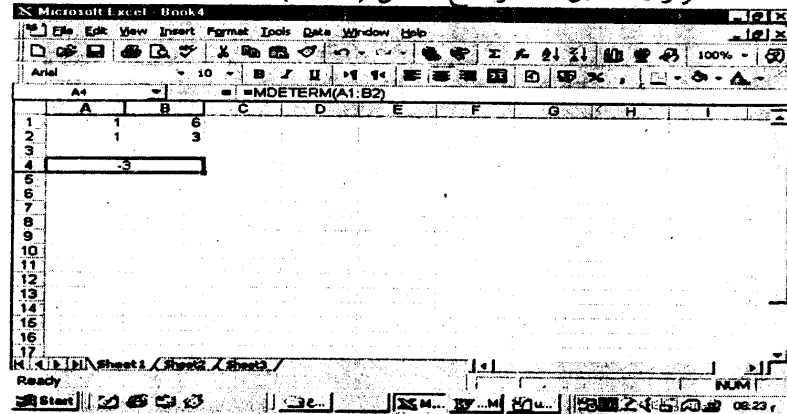 Microsoft Excel - Book4
File Edit View Insert Format Tools Data Window Help
100%
Arial 10 B I U % ,
A4 = =MDETERM(A1:B2)
A B C D E F G H I
1 1 6
2 1 3
3
4 -3
5
6
7
8
9
10
11
12
13
14
15
16
17
Sheet1 Sheet2 Sheet3
Ready NUM
Start M... ...M 08:23